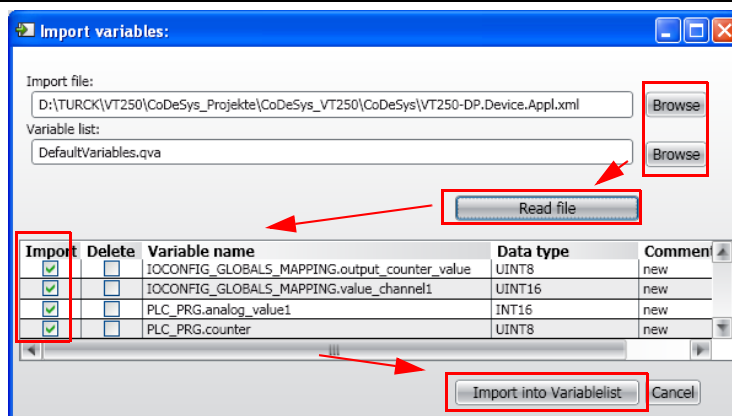 Import variables:
Import file:
D:\TURCK\VT250\CoDeSys_Projekte\CoDeSys_VT250\CoDeSys\VT250-DP.Device.Appl.xml Browse
Variable list:
DefaultVariables.qva Browse
Read file
Import Delete Variable name Data type Comment
IOCONFIG_GLOBALS_MAPPING.output_counter_value UINT8 new
IOCONFIG_GLOBALS_MAPPING.value_channel1 UINT16 new
PLC_PRG.analog_value1 INT16 new
PLC_PRG.counter UINT8 new
Import into Variablelist Cancel